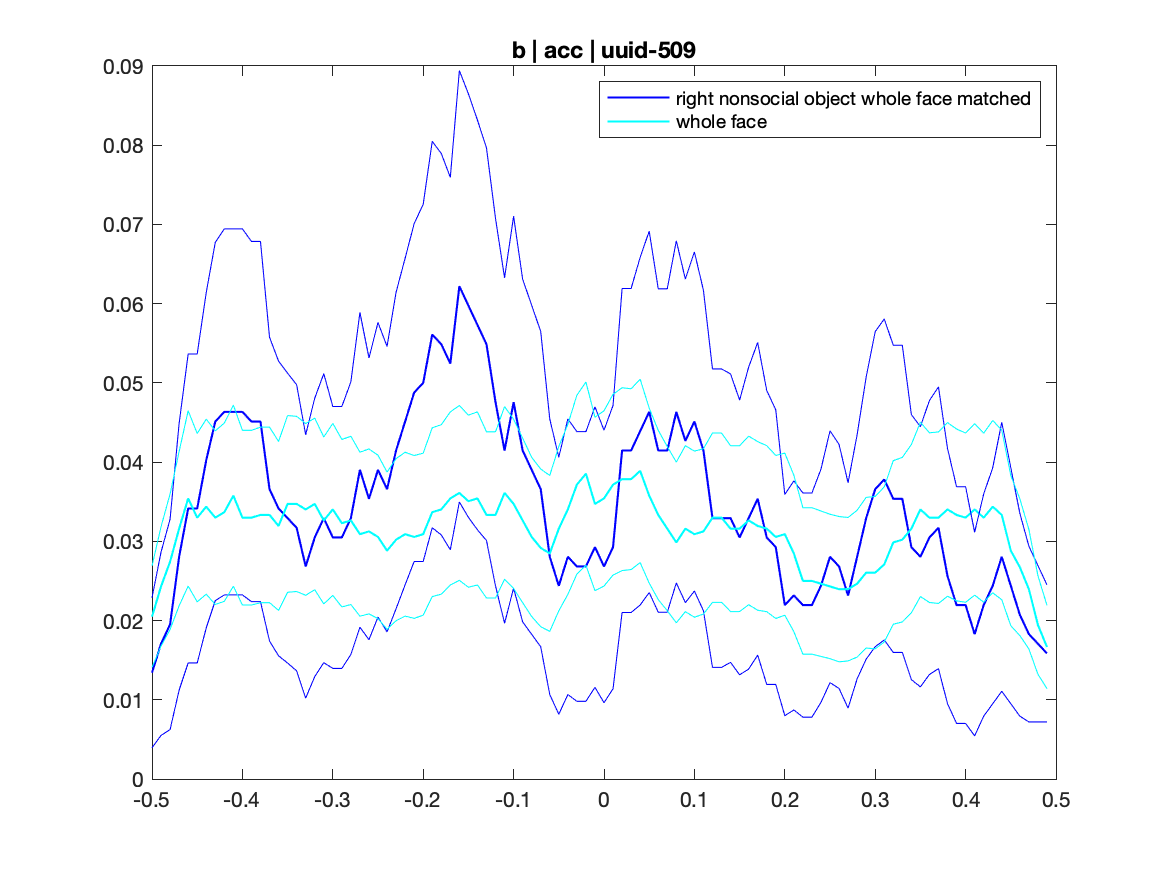 b | acc | uuid-509
right nonsocial object whole face matched
whole face
0.09
0.08
0.07
0.06
0.05
0.04
0.03
0.02
0.01
0
-0.5 -0.4 -0.3 -0.2 -0.1 0 0.1 0.2 0.3 0.4 0.5